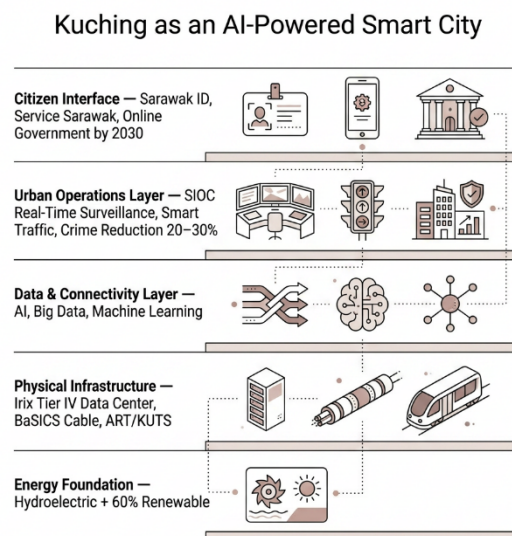 Kuching as an AI-Powered Smart City
Citizen Interface — Sarawak ID,
Service Sarawak, Online
Government by 2030
Urban Operations Layer — SIOC
Real-Time Surveillance, Smart
Traffic, Crime Reduction 20–30%
Data & Connectivity Layer —
AI, Big Data, Machine Learning
Physical Infrastructure —
Irix Tier IV Data Center,
BaSICS Cable, ART/KUTS
Energy Foundation —
Hydroelectric + 60% Renewable